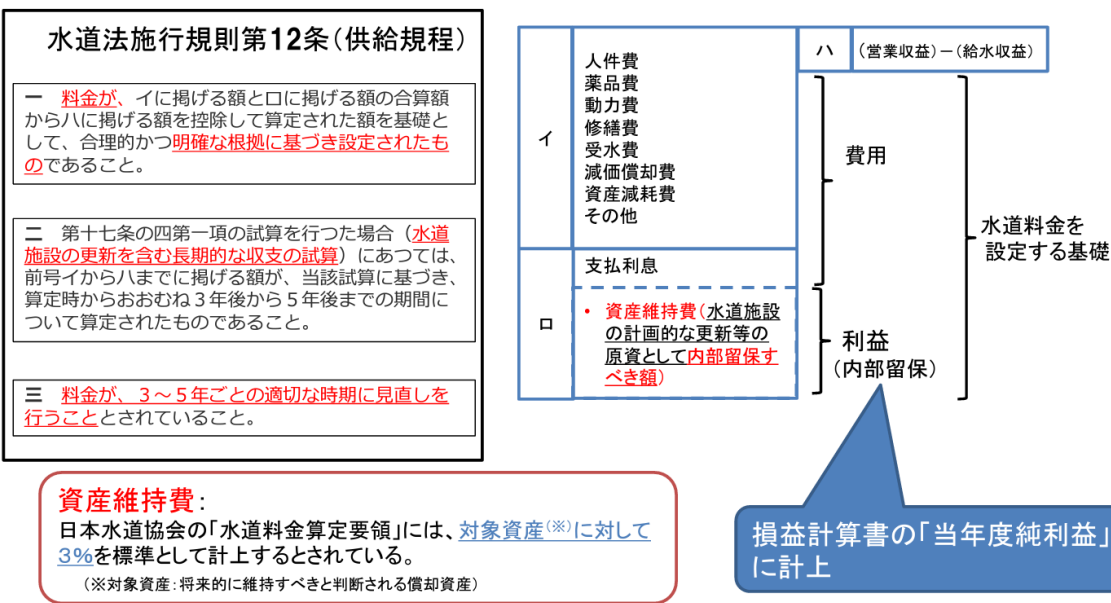 水道法施行規則第12条(供給規程)
一 料金が、イに掲げる額とロに掲げる額の合算額
からハに掲げる額を控除して算定された額を基礎と
して、合理的かつ明確な根拠に基づき設定されたも
のであること。
二 第十七条の四第一項の試算を行つた場合(水道
施設の更新を含む長期的な収支の試算)にあつては、
前号イからハまでに掲げる額が、当該試算に基づき、
算定時からおおむね3年後から5年後までの期間に
ついて算定されたものであること。
三 料金が、3~5年ごとの適切な時期に見直しを
行うこととされていること。
イ
人件費
薬品費
動力費
修繕費
受水費
減価償却費
資産減耗費
その他
ハ
(営業収益)-(給水収益)
費用
ロ
支払利息
• 資産維持費(水道施設
の計画的な更新等の
原資として内部留保す
べき額)
利益
(内部留保)
水道料金を
設定する基礎
資産維持費:
日本水道協会の「水道料金算定要領」には、対象資産(※)に対して
3%を標準として計上するとされている。
(※対象資産:将来的に維持すべきと判断される償却資産)
損益計算書の「当年度純利益」
に計上